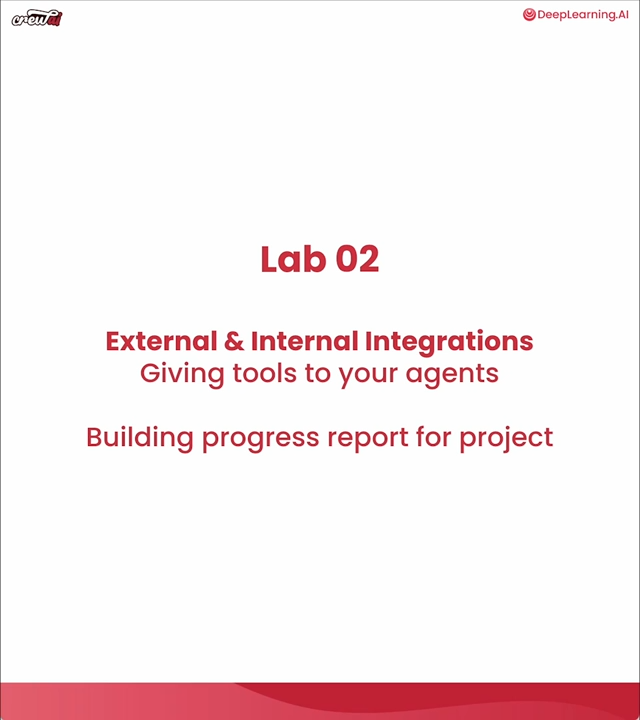 crewai
DeepLearning.AI
Lab 02
External & Internal Integrations
Giving tools to your agents
Building progress report for project